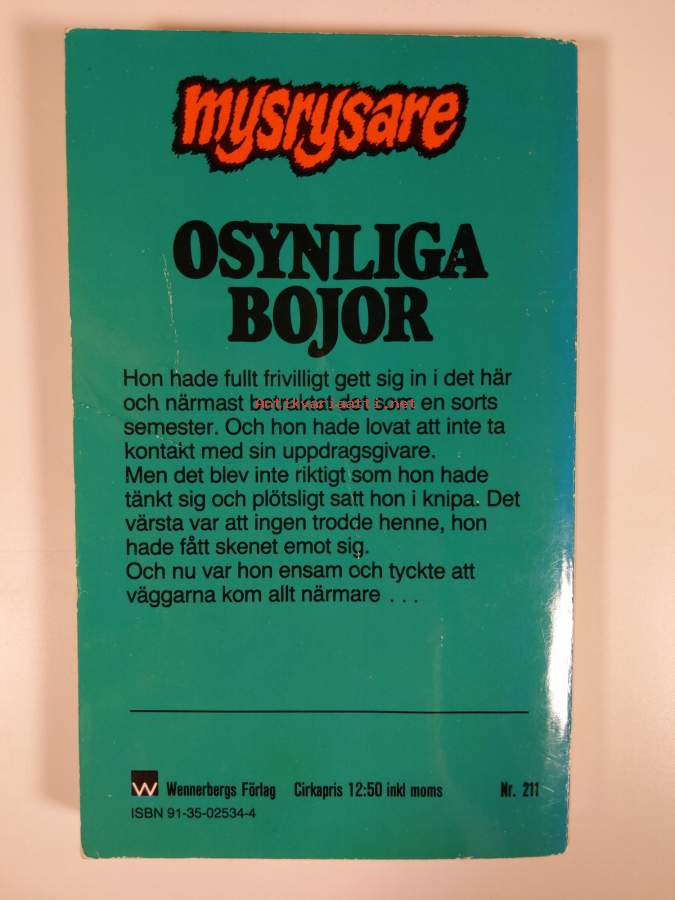 mysrysare
OSYNLIGA
BOJOR
Hon hade fullt frivilligt gett sig in i det här
och närmast det som en sorts
Antikvariaatti.net
semester. Och hon hade lovat att inte ta
kontakt med sin uppdragsgivare.
Men det blev inte riktigt som hon hade
tänkt sig och plötsligt satt hon i knipa. Det
värsta var att ingen trodde henne, hon
hade fått skenet emot sig.
Och nu var hon ensam och tyckte att
väggarna kom allt närmare . . .
W Wennerbergs Förlag Cirkapris 12:50 inkl moms Nr. 211
ISBN 91-35-02534-4